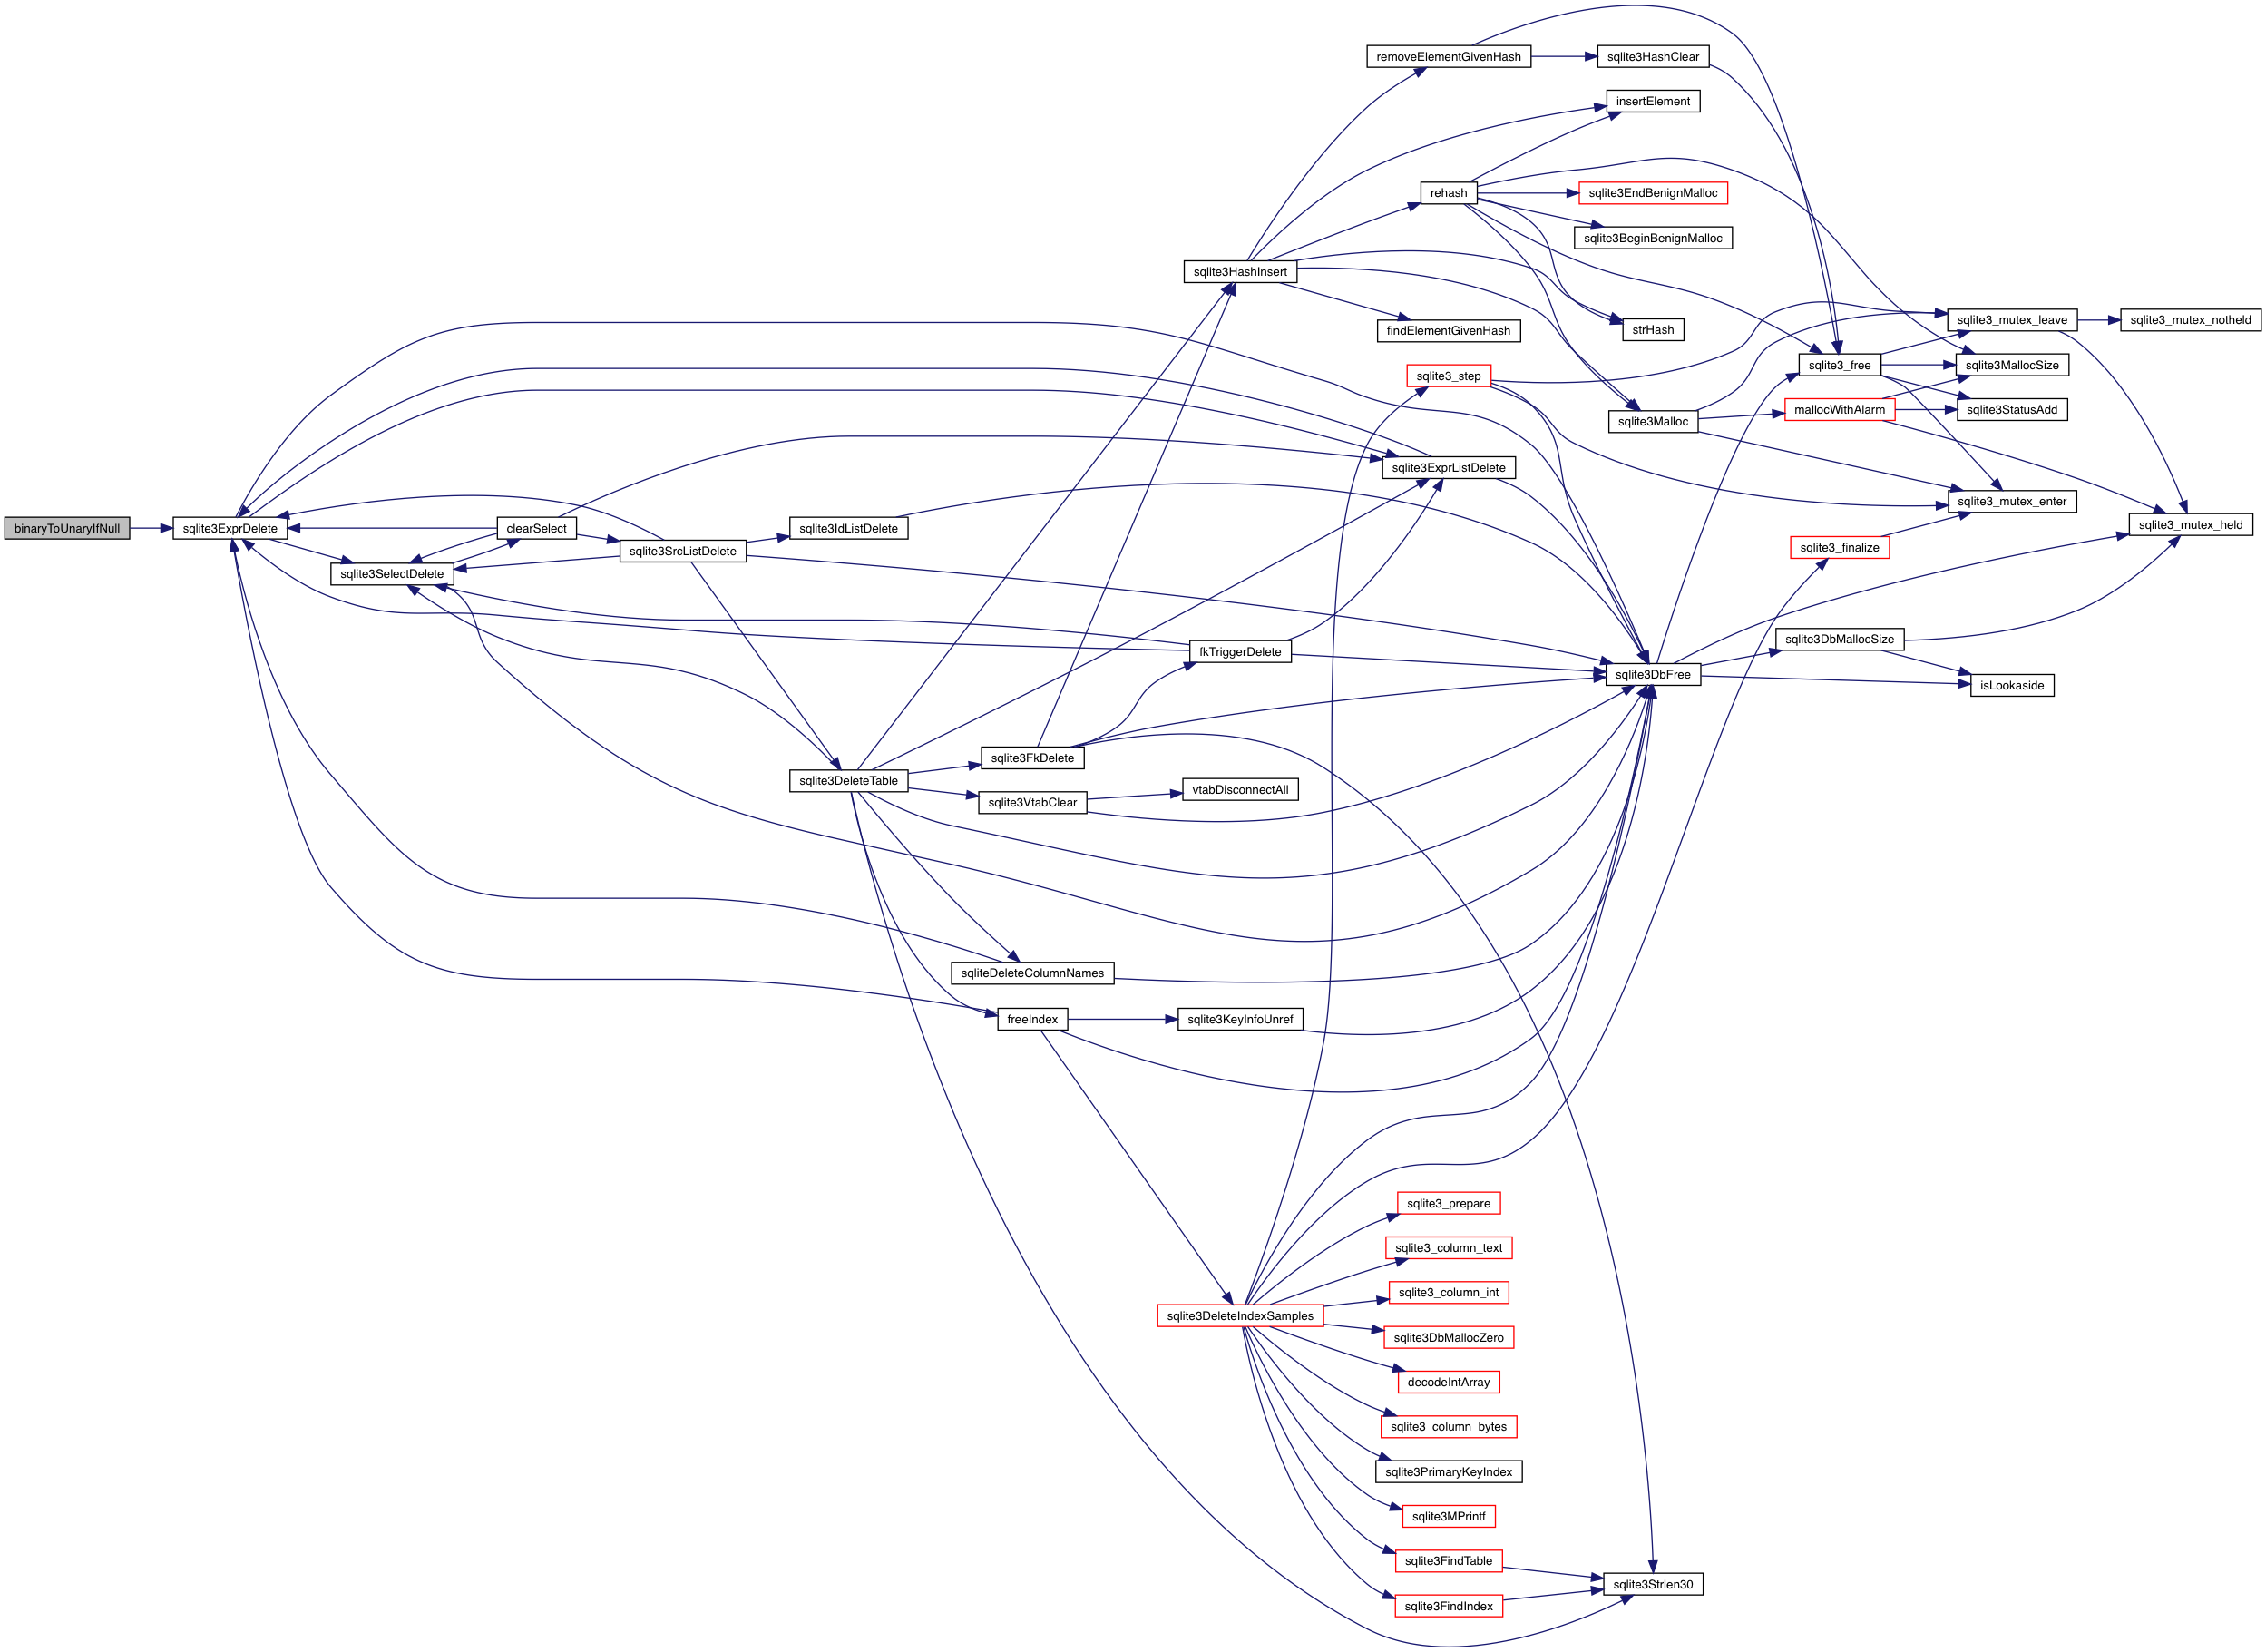 removeElementGivenHash
sqlite3HashClear
insertElement
rehash
sqlite3EndBenignMalloc
sqlite3BeginBenignMalloc
sqlite3HashInsert
findElementGivenHash
strHash
sqlite3_mutex_leave
sqlite3_mutex_notheld
sqlite3_step
sqlite3_free
sqlite3MallocSize
sqlite3Malloc
mallocWithAlarm
sqlite3StatusAdd
sqlite3ExprListDelete
sqlite3_mutex_enter
binaryToUnaryIfNull
sqlite3ExprDelete
clearSelect
sqlite3IdListDelete
sqlite3_mutex_held
sqlite3SrcListDelete
sqlite3_finalize
sqlite3SelectDelete
fkTriggerDelete
sqlite3DbMallocSize
sqlite3DbFree
isLookaside
sqlite3FkDelete
sqlite3DeleteTable
vtabDisconnectAll
sqlite3VtabClear
sqliteDeleteColumnNames
freeIndex
sqlite3KeyInfoUnref
sqlite3_prepare
sqlite3_column_text
sqlite3_column_int
sqlite3DeleteIndexSamples
sqlite3DbMallocZero
decodeIntArray
sqlite3_column_bytes
sqlite3PrimaryKeyIndex
sqlite3MPrintf
sqlite3FindTable
sqlite3Strlen30
sqlite3FindIndex